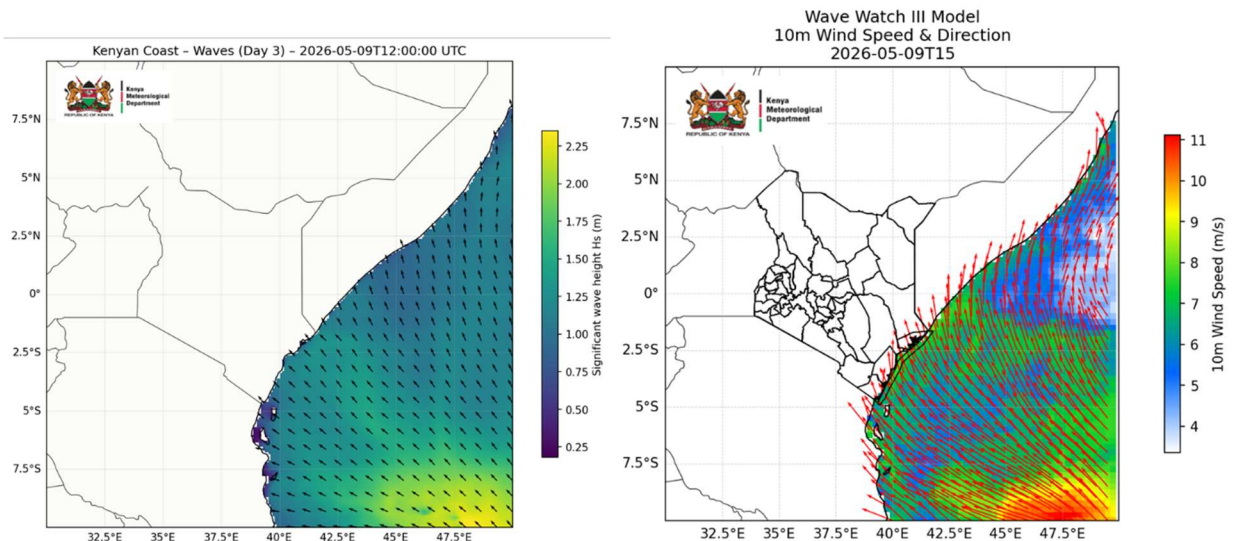 Kenyan Coast – Waves (Day 3) – 2026-05-09T12:00:00 UTC
Kenya
Meteorological
Department
REPUBLIC OF KENYA
7.5°N
5°N
2.5°N
0°
2.5°S
5°S
7.5°S
32.5°E 35°E 37.5°E 40°E 42.5°E 45°E 47.5°E
2.25
2.00
1.75
1.50
1.25
1.00
0.75
0.50
0.25
Significant wave height Hs (m)
Wave Watch III Model
10m Wind Speed & Direction
2026-05-09T15
Kenya
Meteorological
Department
REPUBLIC OF KENYA
7.5°N
5°N
2.5°N
0°
2.5°S
5°S
7.5°S
32.5°E 35°E 37.5°E 40°E 42.5°E 45°E 47.5°E
11
10
9
8
7
6
5
4
10m Wind Speed (m/s)